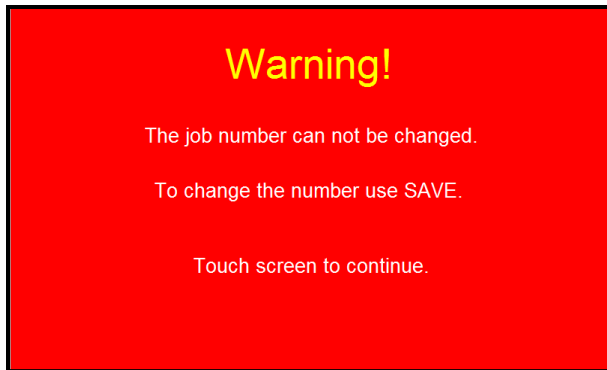 Warning!
The job number can not be changed.
To change the number use SAVE.
Touch screen to continue.